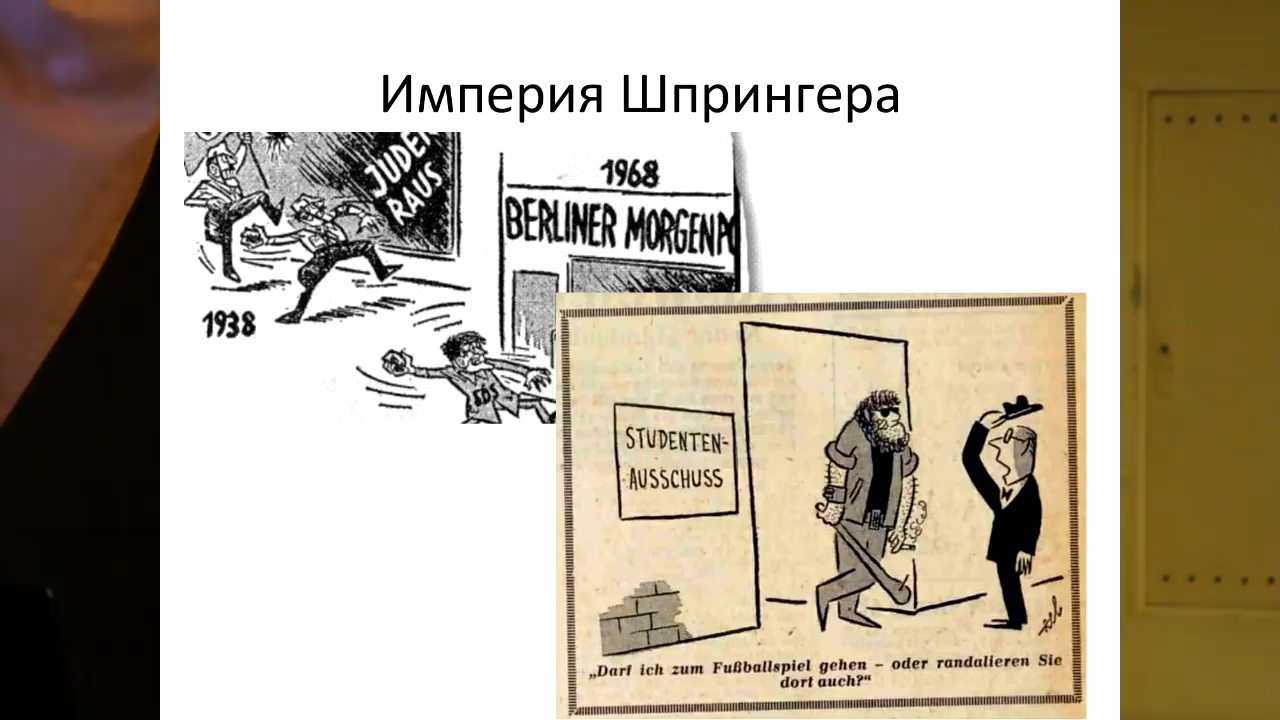 Империя Шпрингера
JUDEN
RAUS
1938
1968
BERLINER MORGENPO
SDS
STUDENTEN-
AUSSCHUSS
„Darf ich zum Fußballspiel gehen – oder randalieren Sie
dort auch?“